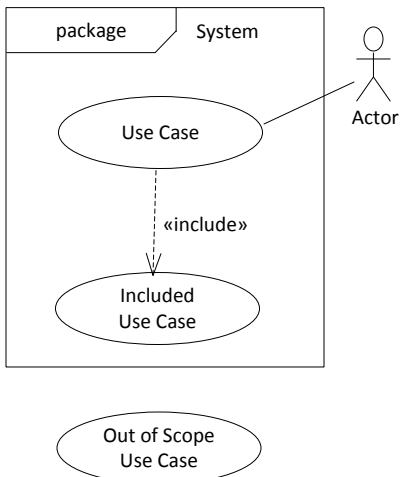 package
System
Actor
Use Case
«include»
Included
Use Case
Out of Scope
Use Case